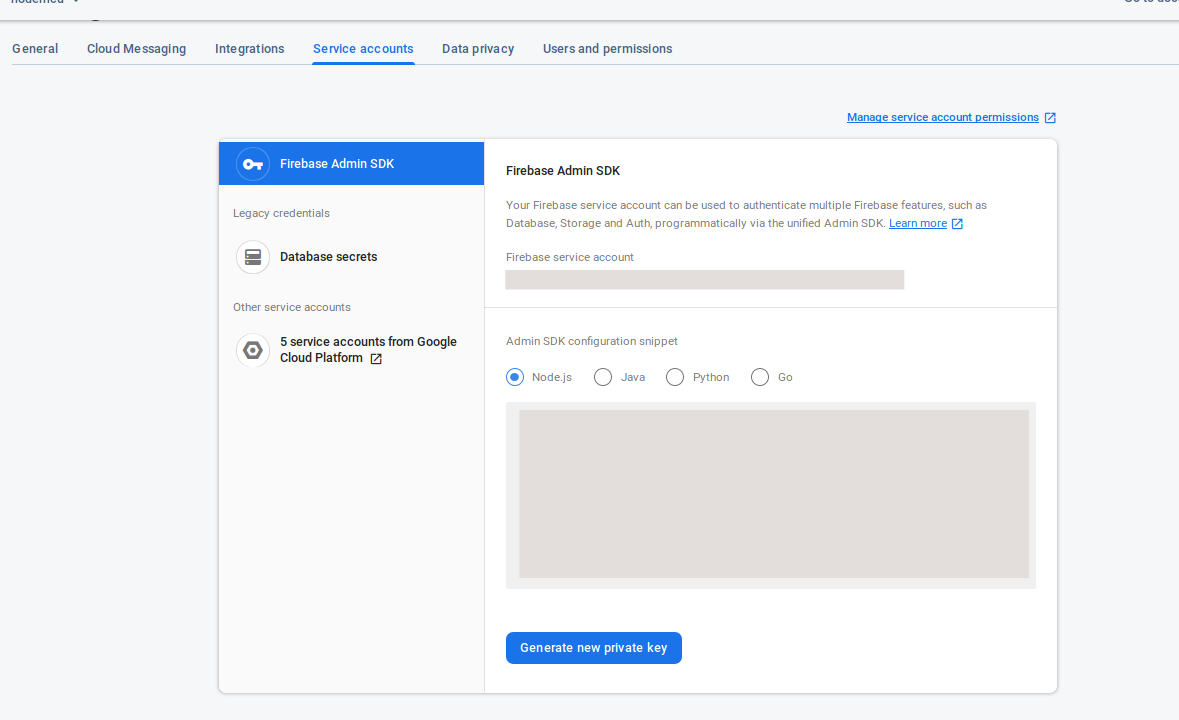 General Cloud Messaging Integrations Service accounts Data privacy Users and permissions
Manage service account permissions
Firebase Admin SDK
Legacy credentials
Database secrets
Other service accounts
5 service accounts from Google
Cloud Platform
Firebase Admin SDK
Your Firebase service account can be used to authenticate multiple Firebase features, such as
Database, Storage and Auth, programmatically via the unified Admin SDK. Learn more
Firebase service account
Admin SDK configuration snippet
Node.js Java Python Go
Generate new private key